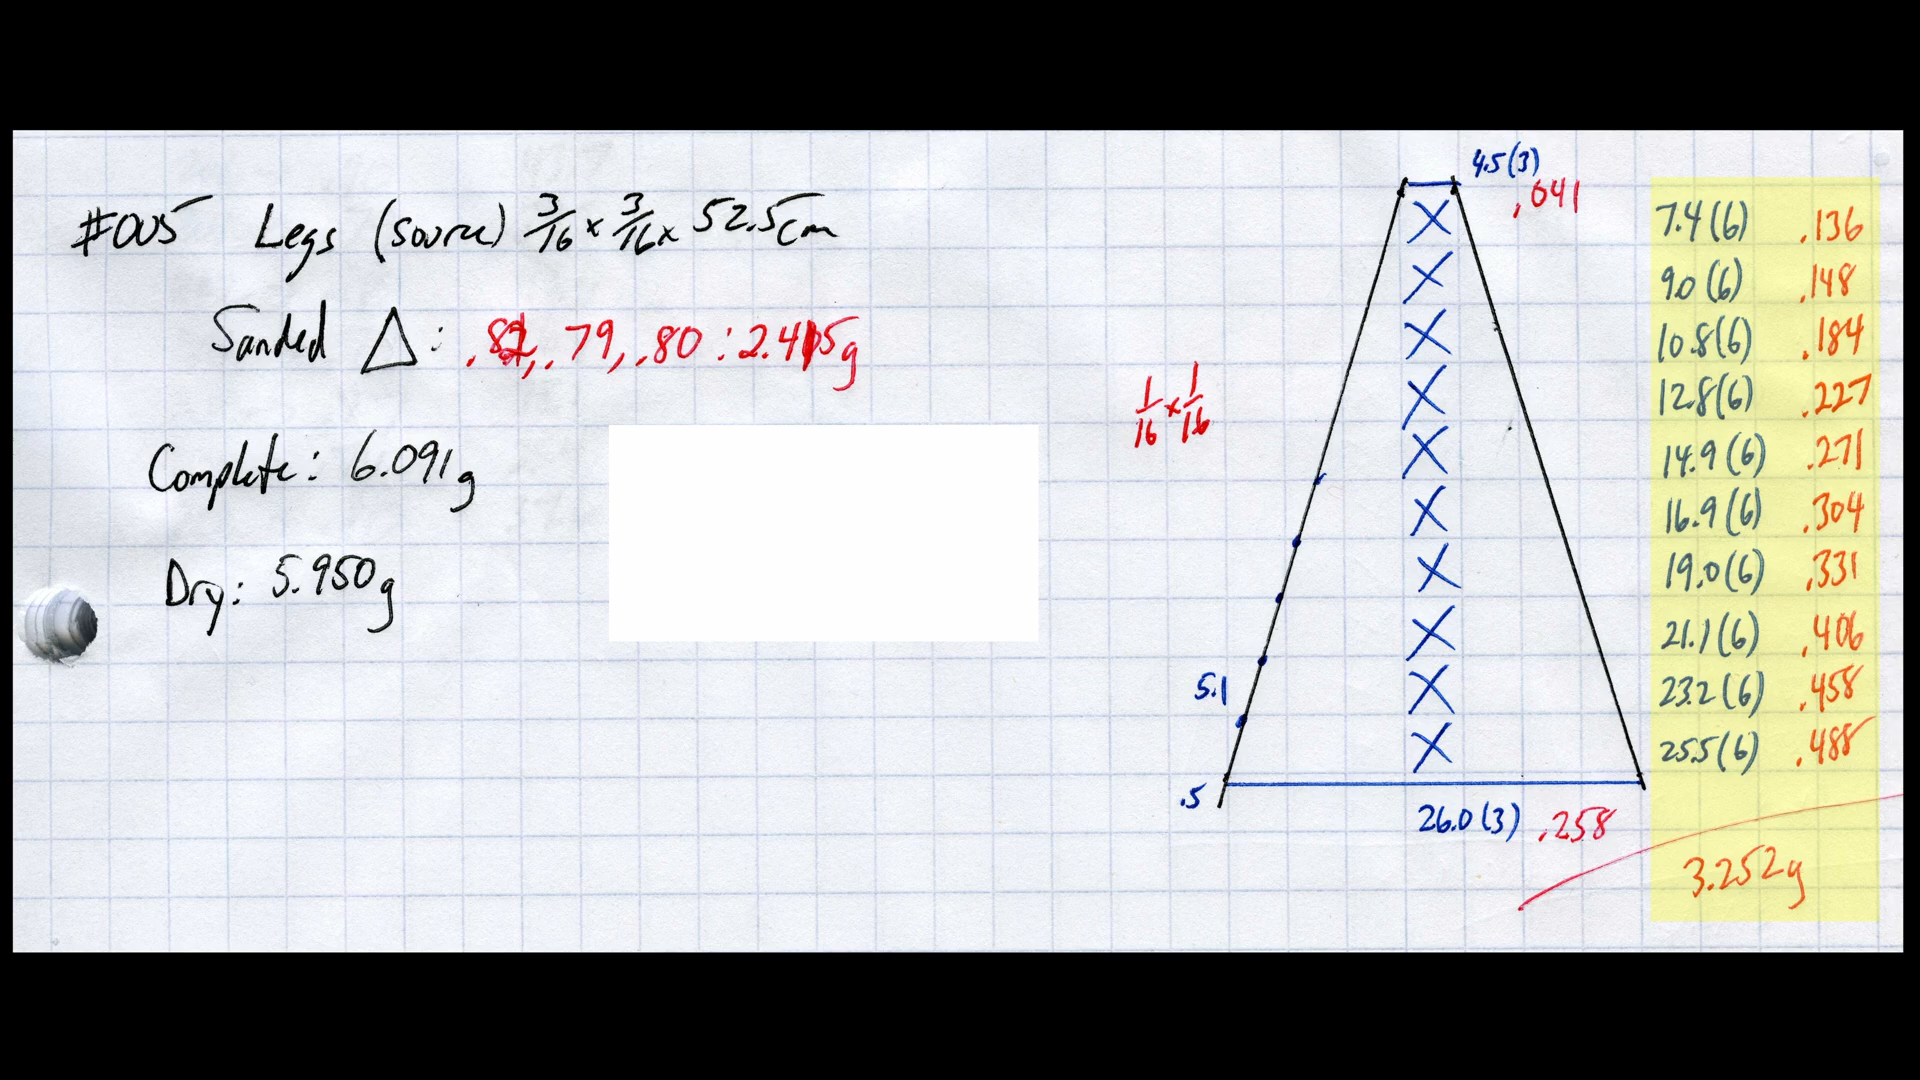 #005 Legs (source) 3/16 x 3/16 x 52.5cm
Sanded Δ: .82, .79, .80 : 2.415g
Complete: 6.091g
Dry: 5.950g
1/16 x 1/16
4.5(3)
.041
5.1
.5
26.0(3) .258
7.4(6) .136
9.0(6) .148
10.8(6) .184
12.8(6) .227
14.9(6) .271
16.9(6) .304
19.0(6) .331
21.1(6) .406
23.2(6) .458
25.5(6) .488
3.252g